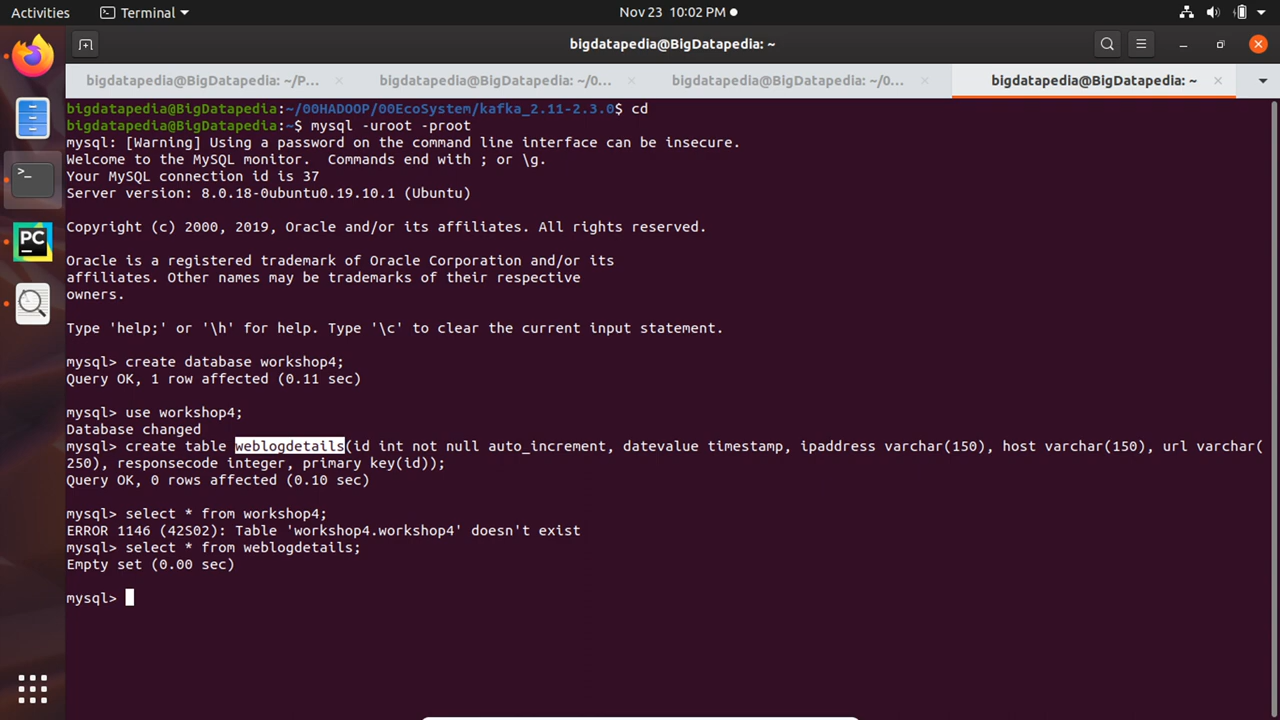 Activities
Terminal
Nov 23 10:02 PM
bigdatapedia@BigDatapedia: ~
bigdatapedia@BigDatapedia: ~/P...
bigdatapedia@BigDatapedia: ~/0...
bigdatapedia@BigDatapedia: ~/0...
bigdatapedia@BigDatapedia: ~
bigdatapedia@BigDatapedia:~/00HADOOP/00EcoSystem/kafka_2.11-2.3.0$ cd
bigdatapedia@BigDatapedia:~$ mysql -uroot -proot
mysql: [Warning] Using a password on the command line interface can be insecure.
Welcome to the MySQL monitor.  Commands end with ; or \g.
Your MySQL connection id is 37
Server version: 8.0.18-0ubuntu0.19.10.1 (Ubuntu)
Copyright (c) 2000, 2019, Oracle and/or its affiliates. All rights reserved.
Oracle is a registered trademark of Oracle Corporation and/or its
affiliates. Other names may be trademarks of their respective
owners.
Type 'help;' or '\h' for help. Type '\c' to clear the current input statement.
mysql> create database workshop4;
Query OK, 1 row affected (0.11 sec)
mysql> use workshop4;
Database changed
mysql> create table weblogdetails(id int not null auto_increment, datevalue timestamp, ipaddress varchar(150), host varchar(150), url varchar(
250), responsecode integer, primary key(id));
Query OK, 0 rows affected (0.10 sec)
mysql> select * from workshop4;
ERROR 1146 (42S02): Table 'workshop4.workshop4' doesn't exist
mysql> select * from weblogdetails;
Empty set (0.00 sec)
mysql>
PC